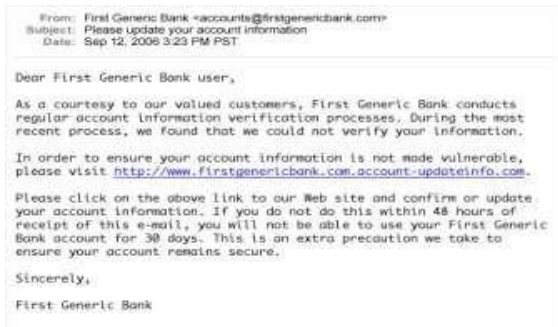 From: First Generic Bank <accounts@firstgenericbank.com>
Subject: Please update your account information
Date: Sep 12, 2006 3:23 PM PST
Dear First Generic Bank user,
As a courtesy to our valued customers, First Generic Bank conducts
regular account information verification processes. During the most
recent process, we found that we could not verify your information.
In order to ensure your account information is not made vulnerable,
please visit http://www.firstgenericbank.com.account-updateinfo.com.
Please click on the above link to our Web site and confirm or update
your account information. If you do not do this within 48 hours of
receipt of this e-mail, you will not be able to use your First Generic
Bank account for 30 days. This is an extra precaution we take to
ensure your account remains secure.
Sincerely,
First Generic Bank